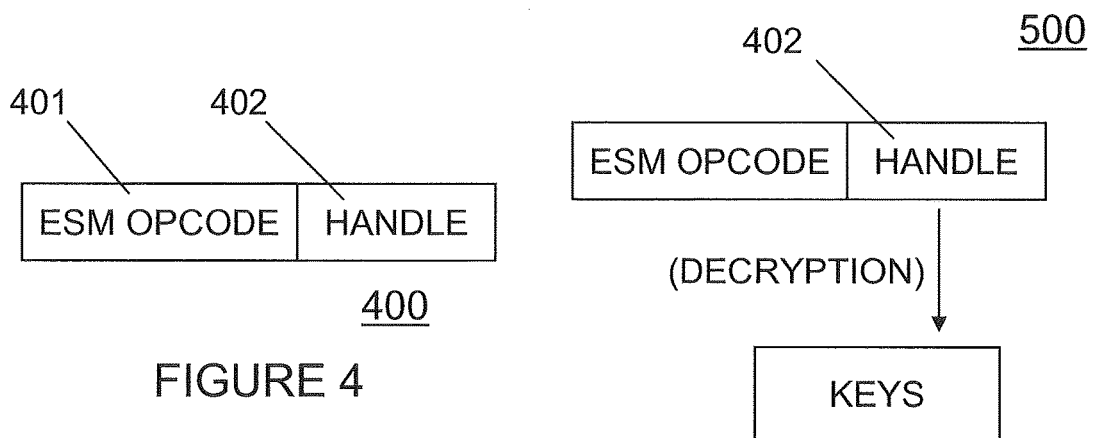 401
402
ESM OPCODE
HANDLE
400
FIGURE 4
500
402
ESM OPCODE
HANDLE
(DECRYPTION)
KEYS